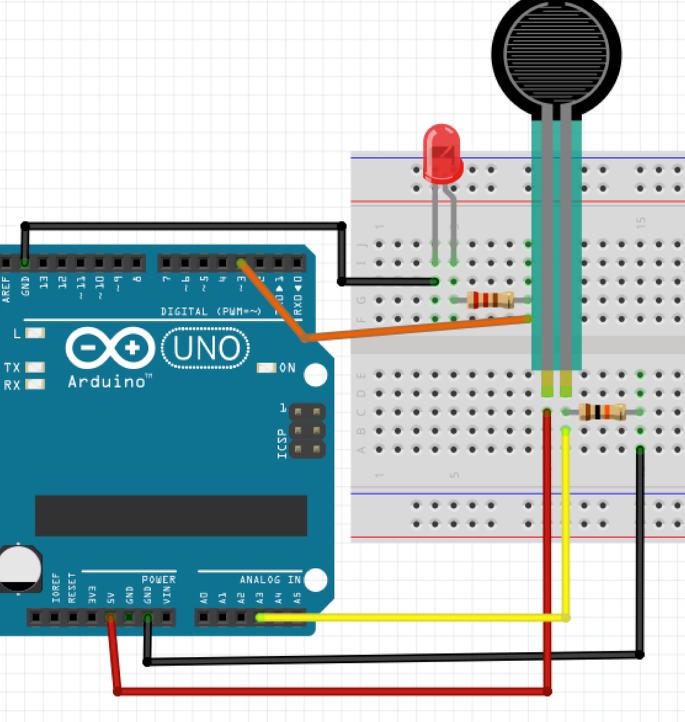 1
15
J
I
G
F
AREF
GND
13
12
~11
~10
~9
8
7
~6
~5
4
~3
2
TX▶1
RX◀0
DIGITAL (PWM=~)
L
UNO
TX
RX
ON
Arduino™
1
ICSP
E
D
C
B
A
1
5
POWER
ANALOG IN
IOREF
RESET
3V3
5V
GND
GND
VIN
A0
A1
A2
A3
A4
A5